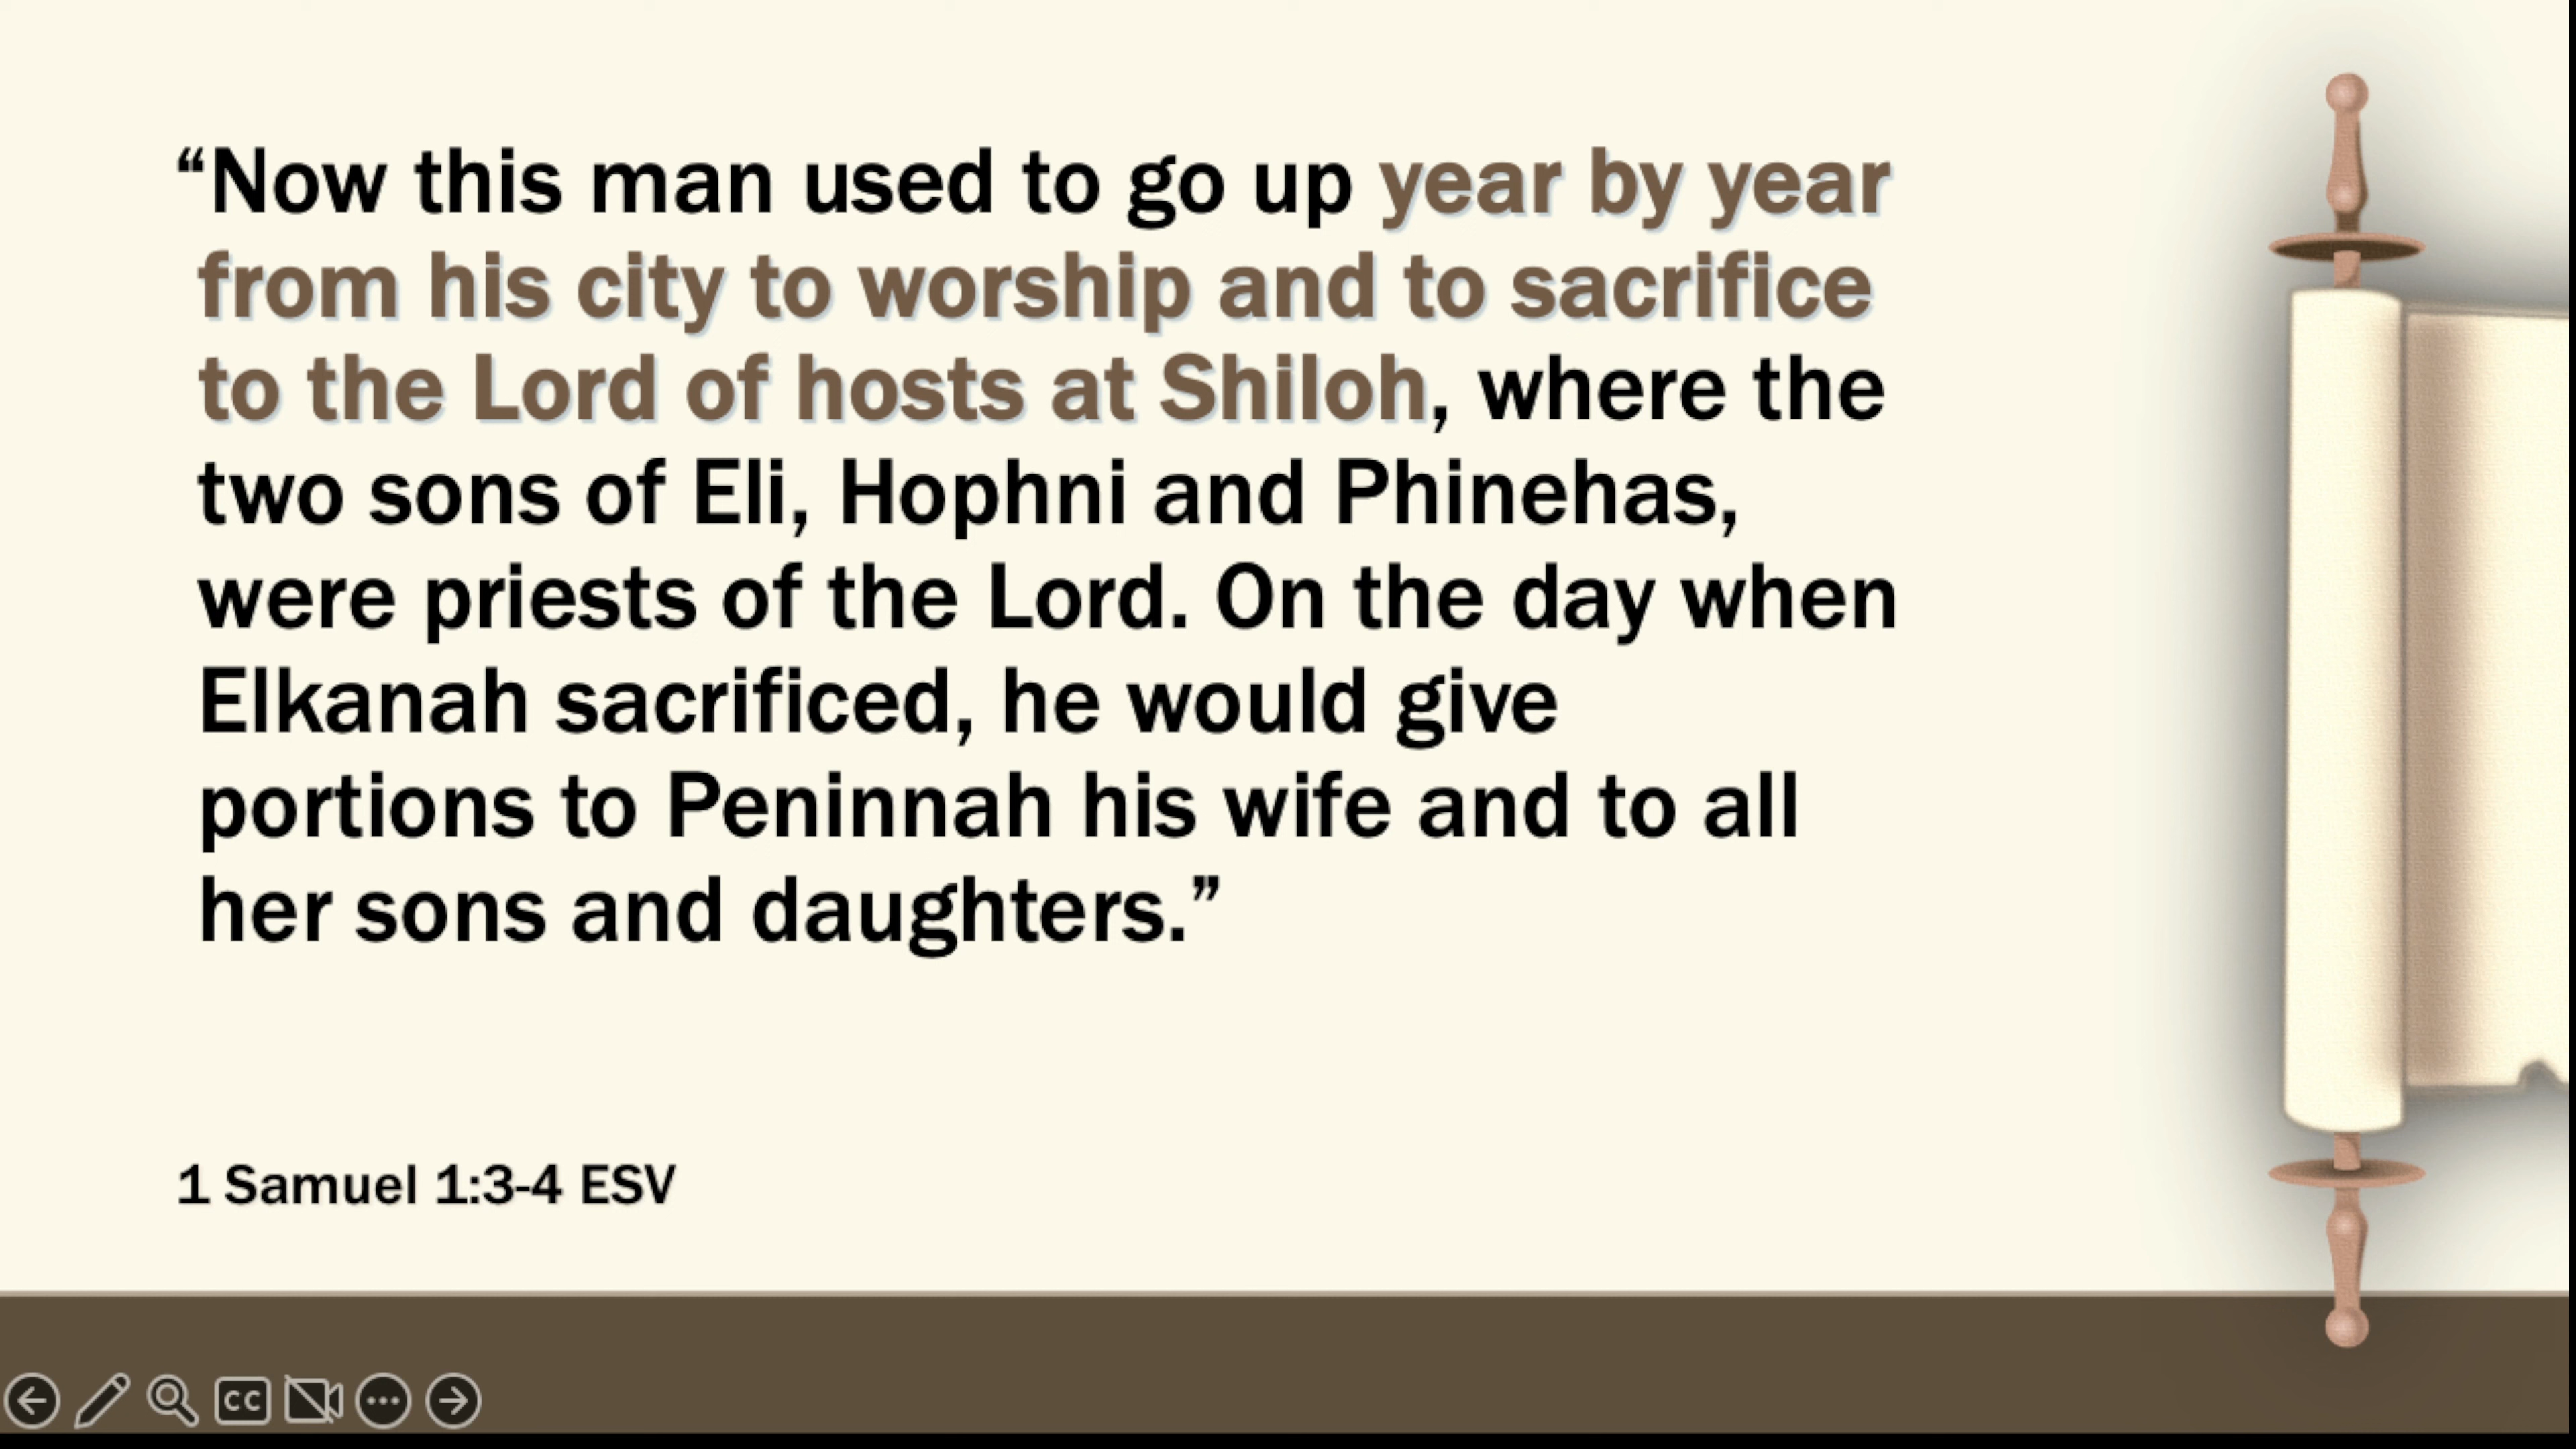 “Now this man used to go up year by year
from his city to worship and to sacrifice
to the Lord of hosts at Shiloh, where the
two sons of Eli, Hophni and Phinehas,
were priests of the Lord. On the day when
Elkanah sacrificed, he would give
portions to Peninnah his wife and to all
her sons and daughters.”
1 Samuel 1:3-4 ESV
CC